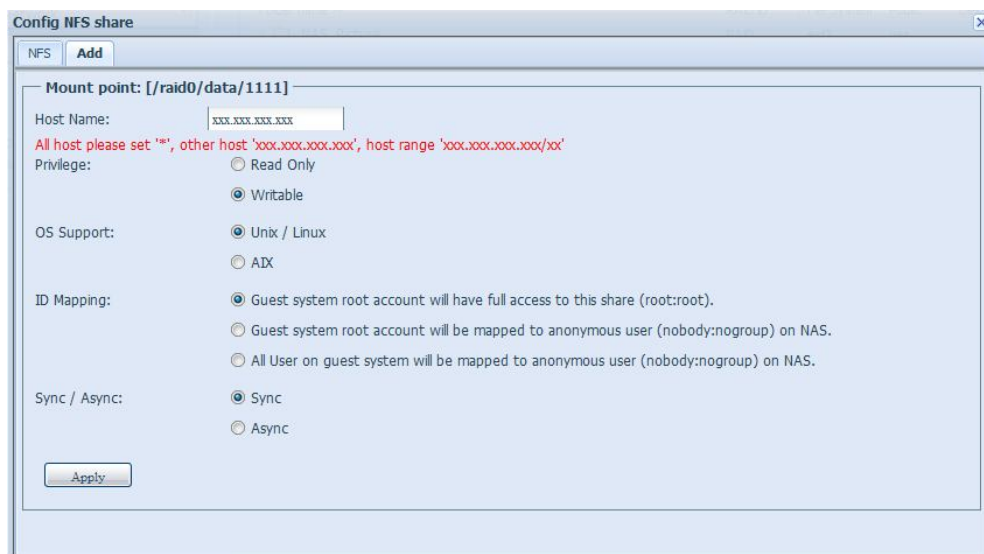 Config NFS share
NFS Add
Mount point: [/raid0/data/1111]
Host Name: xxx.xxx.xxx.xxx
All host please set '*', other host 'xxx.xxx.xxx.xxx', host range 'xxx.xxx.xxx.xxx/xx'
Privilege: Read Only
Writable
OS Support: Unix / Linux
AIX
ID Mapping: Guest system root account will have full access to this share (root:root).
Guest system root account will be mapped to anonymous user (nobody:nogroup) on NAS.
All User on guest system will be mapped to anonymous user (nobody:nogroup) on NAS.
Sync / Async: Sync
Async
Apply